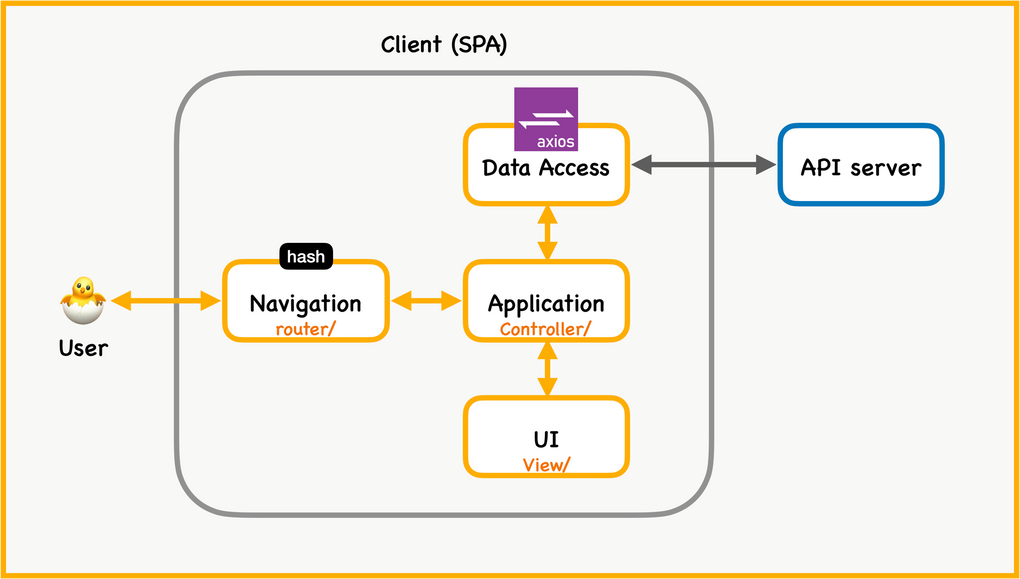 Client (SPA)
axios
Data Access
API server
hash
Navigation
router/
Application
Controller/
User
UI
View/